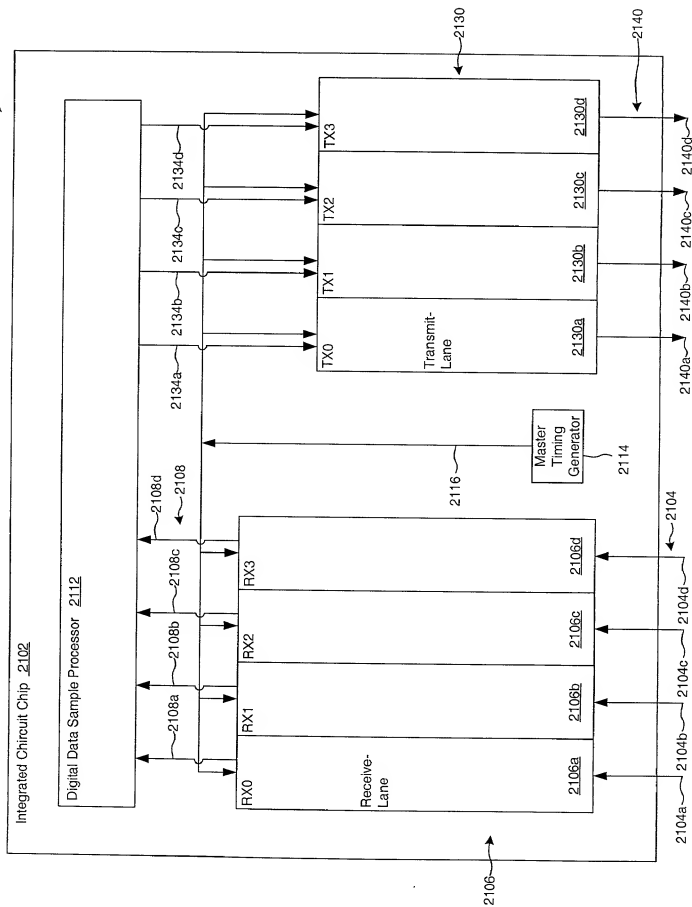 Integrated Chircuit Chip 2102
Digital Data Sample Processor 2112
2108a
2108b
2108c
2108d
2108
2134a
2134b
2134c
2134d
RX0
RX1
RX2
RX3
Receive-
Lane
2106a
2106b
2106c
2106d
2106
2116
Master
Timing
Generator
2114
TX0
TX1
TX2
TX3
Transmit-
Lane
2130a
2130b
2130c
2130d
2130
2104a
2104b
2104c
2104d
2104
2140a
2140b
2140c
2140d
2140